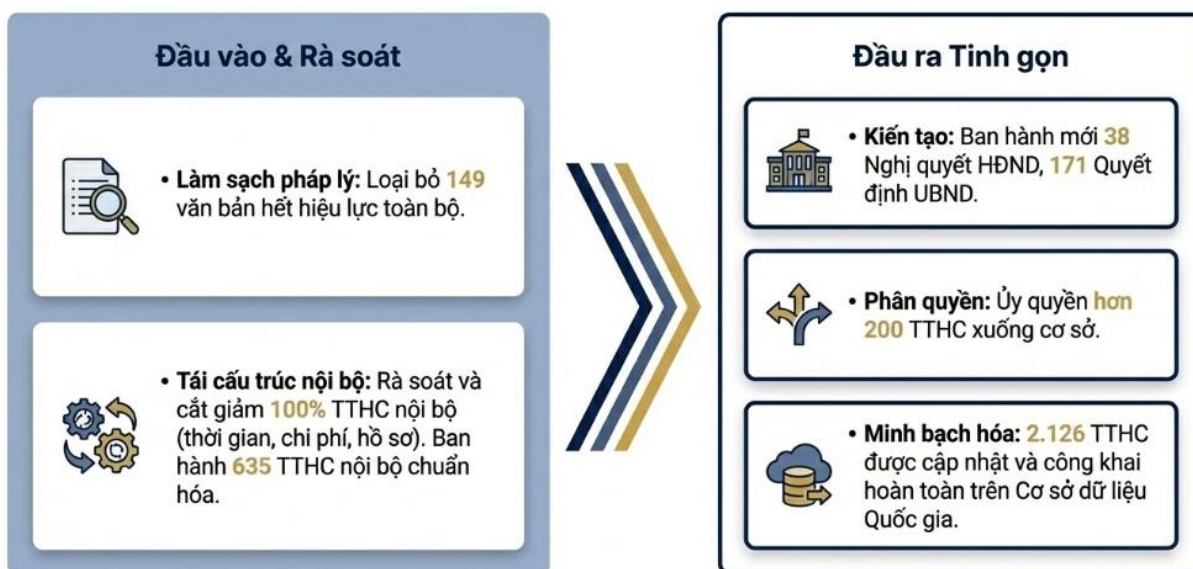 Đầu vào & Rà soát
• Làm sạch pháp lý: Loại bỏ 149
văn bản hết hiệu lực toàn bộ.
• Tái cấu trúc nội bộ: Rà soát và
cắt giảm 100% TTHC nội bộ
(thời gian, chi phí, hồ sơ). Ban
hành 635 TTHC nội bộ chuẩn
hóa.
Đầu ra Tinh gọn
• Kiến tạo: Ban hành mới 38
Nghị quyết HĐND, 171 Quyết
định UBND.
• Phân quyền: Ủy quyền hơn
200 TTHC xuống cơ sở.
• Minh bạch hóa: 2.126 TTHC
được cập nhật và công khai
hoàn toàn trên Cơ sở dữ liệu
Quốc gia.